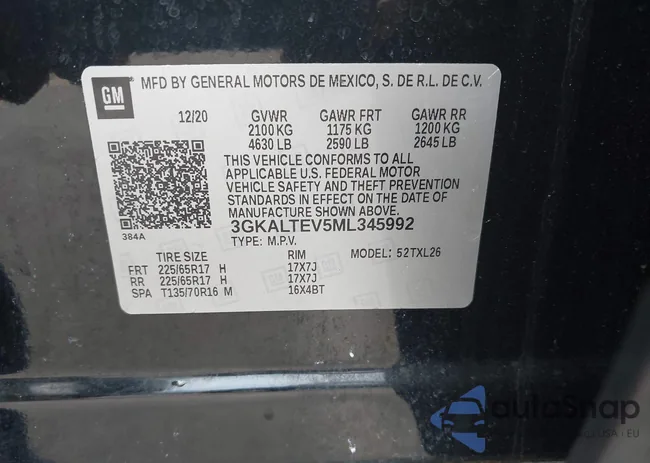 GM
MFD BY GENERAL MOTORS DE MEXICO, S. DE R.L. DE C.V.
12/20 GVWR GAWR FRT GAWR RR
2100 KG 1175 KG 1200 KG
4630 LB 2590 LB 2645 LB
THIS VEHICLE CONFORMS TO ALL
APPLICABLE U.S. FEDERAL MOTOR
VEHICLE SAFETY AND THEFT PREVENTION
STANDARDS IN EFFECT ON THE DATE OF
MANUFACTURE SHOWN ABOVE.
384A
3GKALTEV5ML345992
TYPE: M.P.V.
TIRE SIZE RIM MODEL: 52TXL26
FRT 225/65R17 H 17X7J
RR 225/65R17 H 17X7J
SPA T135/70R16 M 16X4BT
autoSnap
USA - EU